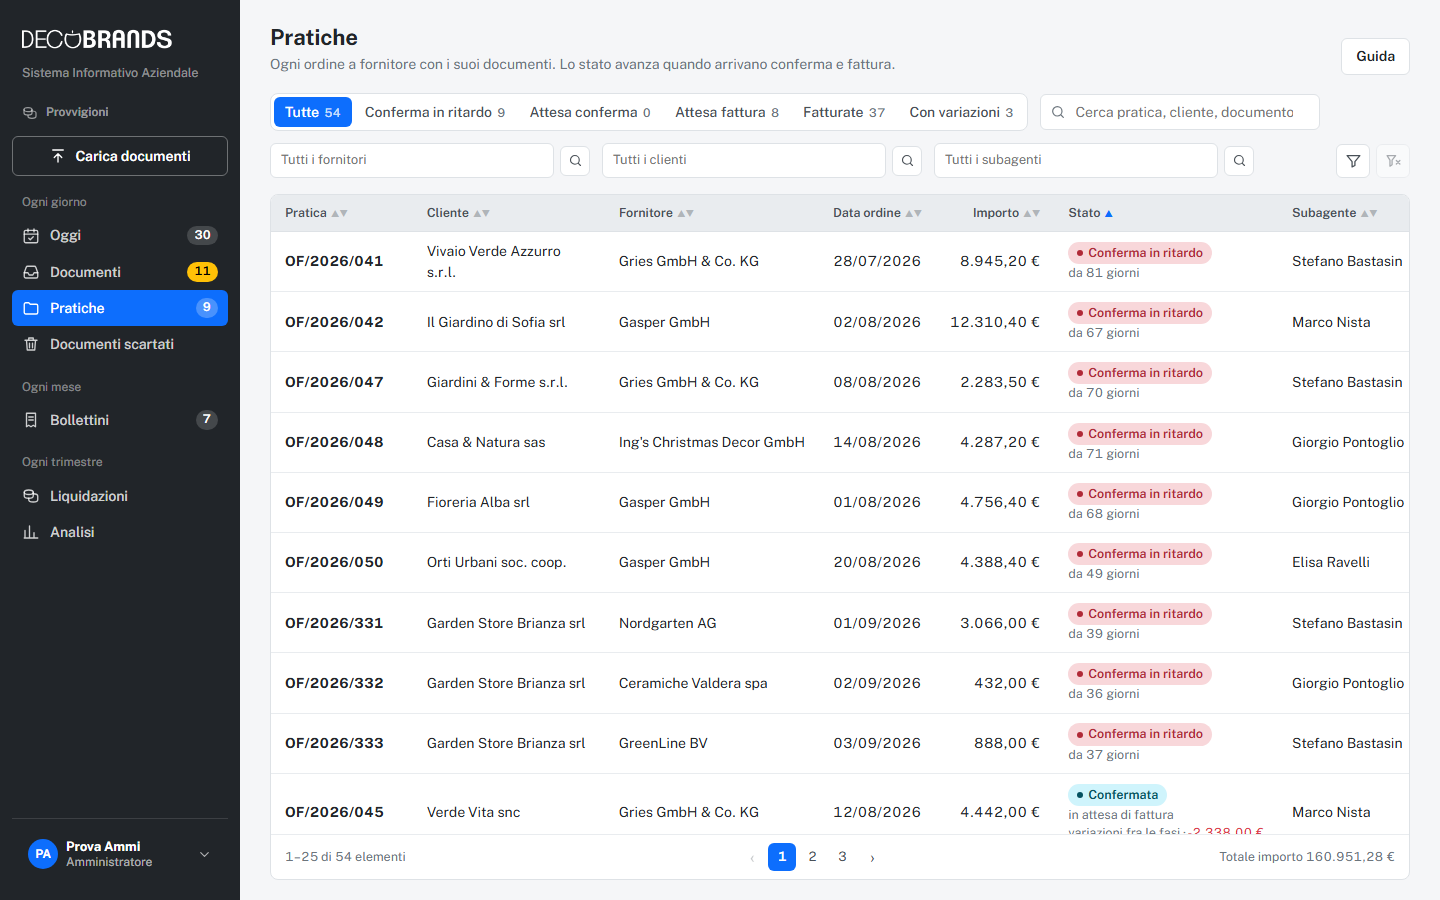 DECOBRANDS
Sistema Informativo Aziendale
Provvigioni
Carica documenti
Ogni giorno
Oggi 30
Documenti 11
Pratiche 9
Documenti scartati
Ogni mese
Bollettini 7
Ogni trimestre
Liquidazioni
Analisi
PA
Prova Ammi
Amministratore
Pratiche
Ogni ordine a fornitore con i suoi documenti. Lo stato avanza quando arrivano conferma e fattura.
Guida
Tutte 54 Conferma in ritardo 9 Attesa conferma 0 Attesa fattura 8 Fatturate 37 Con variazioni 3 Cerca pratica, cliente, documento
Tutti i fornitori Tutti i clienti Tutti i subagenti
Pratica Cliente Fornitore Data ordine Importo Stato Subagente
OF/2026/041 Vivaio Verde Azzurro s.r.l. Gries GmbH & Co. KG 28/07/2026 8.945,20 € Conferma in ritardo Stefano Bastasin
da 81 giorni
OF/2026/042 Il Giardino di Sofia srl Gasper GmbH 02/08/2026 12.310,40 € Conferma in ritardo Marco Nista
da 67 giorni
OF/2026/047 Giardini & Forme s.r.l. Gries GmbH & Co. KG 08/08/2026 2.283,50 € Conferma in ritardo Stefano Bastasin
da 70 giorni
OF/2026/048 Casa & Natura sas Ing's Christmas Decor GmbH 14/08/2026 4.287,20 € Conferma in ritardo Giorgio Pontoglio
da 71 giorni
OF/2026/049 Fioreria Alba srl Gasper GmbH 01/08/2026 4.756,40 € Conferma in ritardo Giorgio Pontoglio
da 68 giorni
OF/2026/050 Orti Urbani soc. coop. Gasper GmbH 20/08/2026 4.388,40 € Conferma in ritardo Elisa Ravelli
da 49 giorni
OF/2026/331 Garden Store Brianza srl Nordgarten AG 01/09/2026 3.066,00 € Conferma in ritardo Stefano Bastasin
da 39 giorni
OF/2026/332 Garden Store Brianza srl Ceramiche Valdera spa 02/09/2026 432,00 € Conferma in ritardo Giorgio Pontoglio
da 36 giorni
OF/2026/333 Garden Store Brianza srl GreenLine BV 03/09/2026 888,00 € Conferma in ritardo Stefano Bastasin
da 37 giorni
OF/2026/045 Verde Vita snc Gries GmbH & Co. KG 12/08/2026 4.442,00 € Confermata Marco Nista
in attesa di fattura
variazioni fra le fasi: -2.338,00 €
1–25 di 54 elementi ‹ 1 2 3 › Totale importo 160.951,28 €